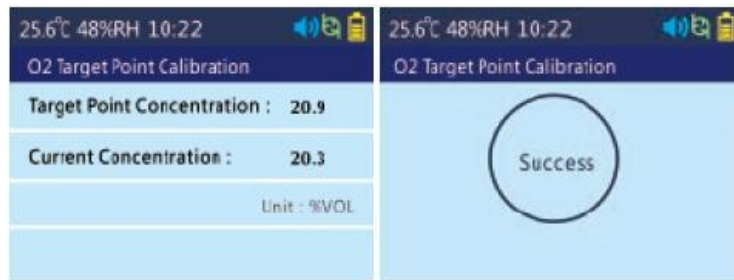 25.6℃ 48%RH 10:22
O2 Target Point Calibration
Target Point Concentration : 20.9
Current Concentration : 20.3
Unit : %VOL
25.6℃ 48%RH 10:22
O2 Target Point Calibration
Success